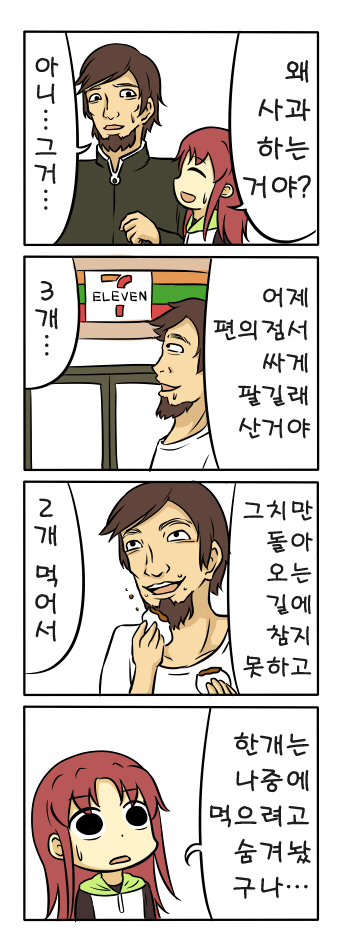 왜
사과
하는
거야?
아니…그거…
어제
편의점서
싸게
팔길래
산거야
7
ELEVEN
3개…
그치만
돌아
오는
길에
참지
못하고
2개 먹어서
한개는
나중에
먹으려고
숨겨놨
구나…